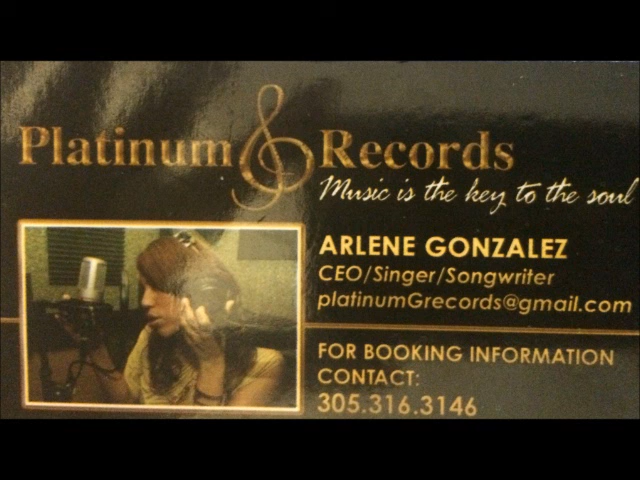 Platinum Records
Music is the key to the soul
ARLENE GONZALEZ
CEO/Singer/Songwriter
platinumGrecords@gmail.com
FOR BOOKING INFORMATION
CONTACT:
305.316.3146